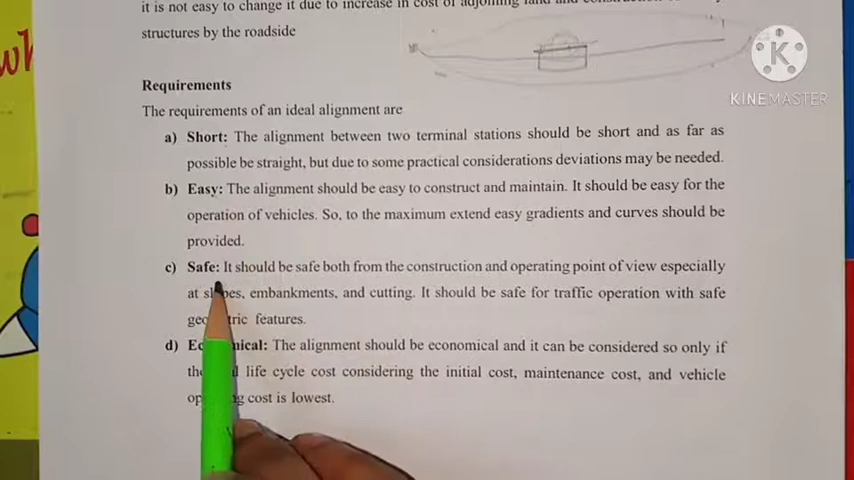 it is not easy to change it due to increase in cost of adjoining land and
structures by the roadside
Requirements
The requirements of an ideal alignment are
a) Short: The alignment between two terminal stations should be short and as far as
possible be straight, but due to some practical considerations deviations may be needed.
b) Easy: The alignment should be easy to construct and maintain. It should be easy for the
operation of vehicles. So, to the maximum extend easy gradients and curves should be
provided.
c) Safe: It should be safe both from the construction and operating point of view especially
at slopes, embankments, and cutting. It should be safe for traffic operation with safe
geometric features.
d) Economical: The alignment should be economical and it can be considered so only if
life cycle cost considering the initial cost, maintenance cost, and vehicle
operating cost is lowest.
K
KINEMASTER